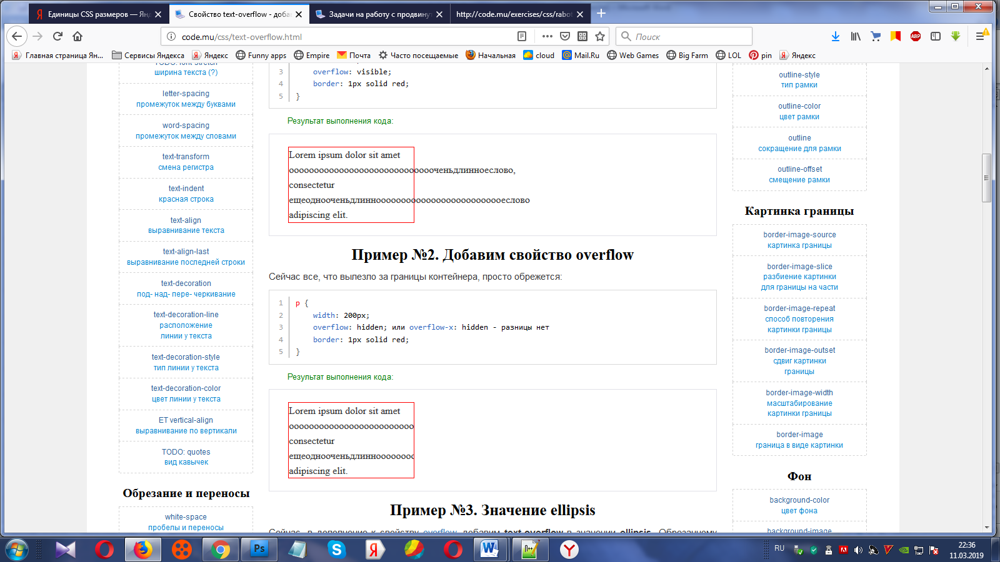 Единицы CSS размеров — Янд
Свойство text-overflow - доба
Задачи на работу с продвину
http://code.mu/exercises/css/rabot
code.mu/css/text-overflow.html
Поиск
Главная страница Ян...
Сервисы Яндекса
Яндекс
Funny apps
Empire
Почта
Часто посещаемые
Начальная
cloud
Mail.Ru
Web Games
Big Farm
LOL
pin
Яндекс
TODO: font-stretch
ширина текста (?)
letter-spacing
промежуток между буквами
word-spacing
промежуток между словами
text-transform
смена регистра
text-indent
красная строка
text-align
выравнивание текста
text-align-last
выравнивание последней строки
text-decoration
под- над- пере- черкивание
text-decoration-line
расположение
линии у текста
text-decoration-style
тип линии у текста
text-decoration-color
цвет линии у текста
ET vertical-align
выравнивание по вертикали
TODO: quotes
вид кавычек
Обрезание и переносы
white-space
пробелы и переносы
3 overflow: visible;
4 border: 1px solid red;
5 }
Результат выполнения кода:
Lorem ipsum dolor sit amet
ооооооооооооооооооооооооооооченьдлинноеслово,
consectetur
ещеодnооченьдлинноооооооооооооооооооооооооеслово
adipiscing elit.
Пример №2. Добавим свойство overflow
Сейчас все, что вылезло за границы контейнера, просто обрежется:
1 p {
2 width: 200px;
3 overflow: hidden; или overflow-x: hidden - разницы нет
4 border: 1px solid red;
5 }
Результат выполнения кода:
Lorem ipsum dolor sit amet
ооооооооооооооооооооооооо
consectetur
ещеоднооченьдлинноооооооо
adipiscing elit.
Пример №3. Значение ellipsis
Сейчас, в дополнение к свойству overflow, добавим text-overflow в значении ellipsis. Обрезанному
outline-style
тип рамки
outline-color
цвет рамки
outline
сокращение для рамки
outline-offset
смещение рамки
Картинка границы
border-image-source
картинка границы
border-image-slice
разбиение картинки
для границы на части
border-image-repeat
способ повторения
картинки границы
border-image-outset
сдвиг картинки
границы
border-image-width
масштабирование
картинки границы
border-image
граница в виде картинки
Фон
background-color
цвет фона
background-image
RU
22:36
11.03.2019